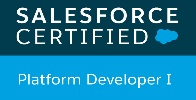 SALESFORCE
CERTIFIED
Platform Developer I